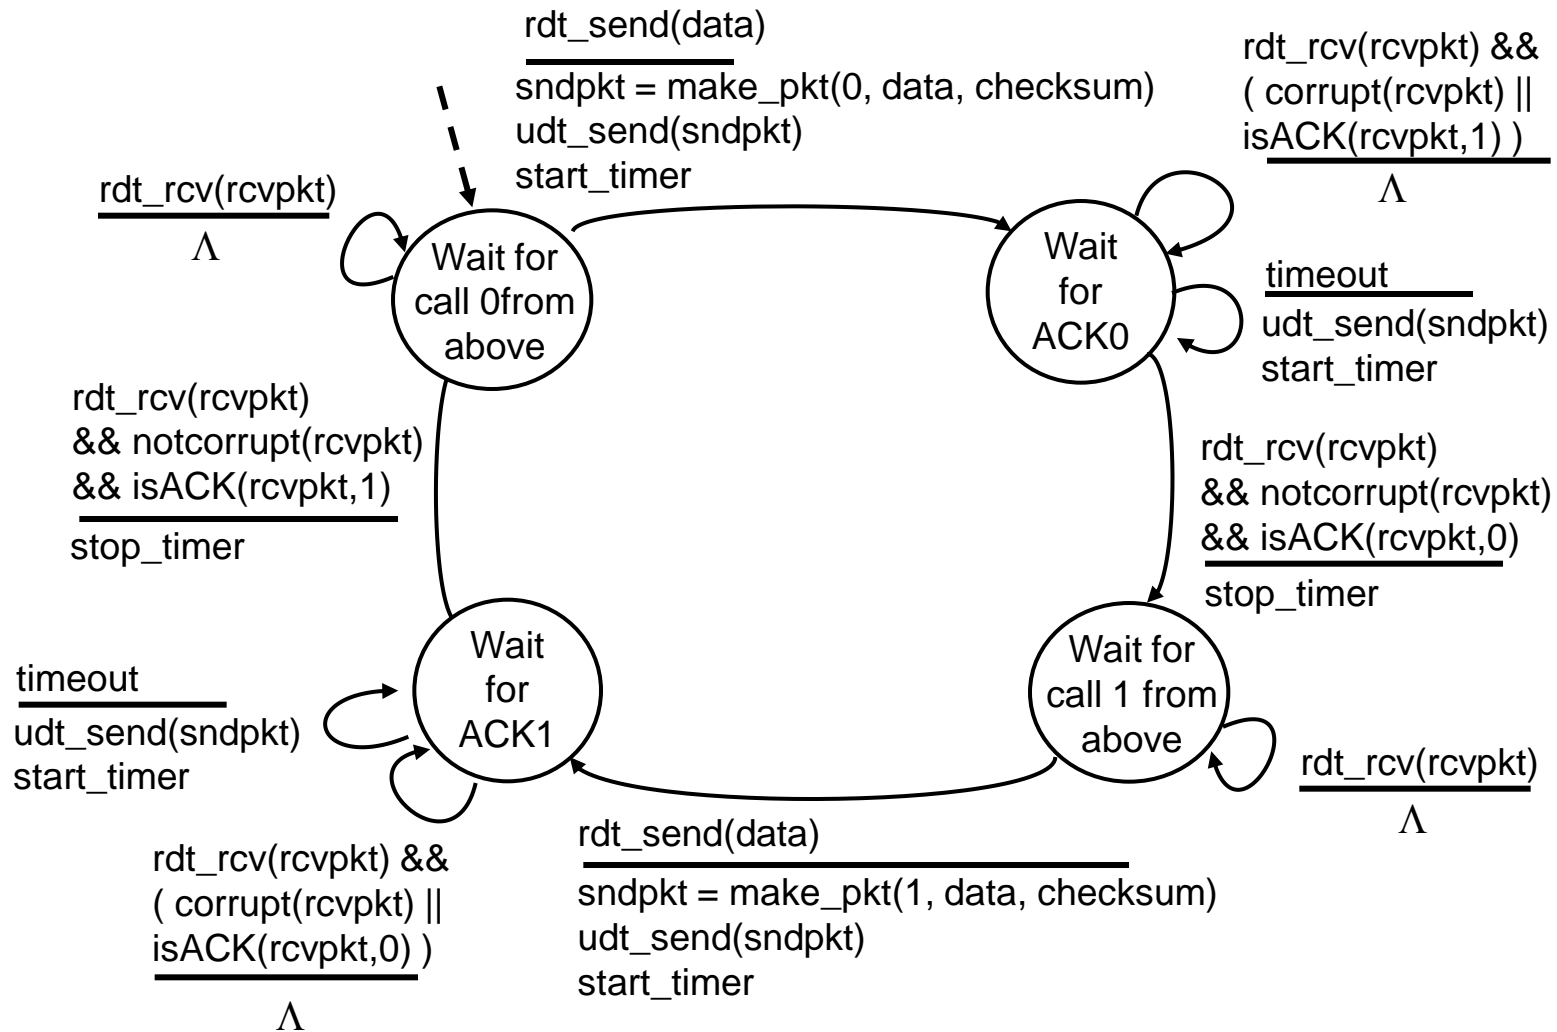 rdt_send(data)
sndpkt = make_pkt(0, data, checksum)
udt_send(sndpkt)
start_timer
rdt_rcv(rcvpkt) &&
( corrupt(rcvpkt) ||
isACK(rcvpkt,1) )
Λ
rdt_rcv(rcvpkt)
Λ
Wait for
call 0from
above
Wait
for
ACK0
timeout
udt_send(sndpkt)
start_timer
rdt_rcv(rcvpkt)
&& notcorrupt(rcvpkt)
&& isACK(rcvpkt,1)
stop_timer
rdt_rcv(rcvpkt)
&& notcorrupt(rcvpkt)
&& isACK(rcvpkt,0)
stop_timer
Wait
for
ACK1
Wait for
call 1 from
above
timeout
udt_send(sndpkt)
start_timer
rdt_rcv(rcvpkt)
Λ
rdt_rcv(rcvpkt) &&
( corrupt(rcvpkt) ||
isACK(rcvpkt,0) )
Λ
rdt_send(data)
sndpkt = make_pkt(1, data, checksum)
udt_send(sndpkt)
start_timer